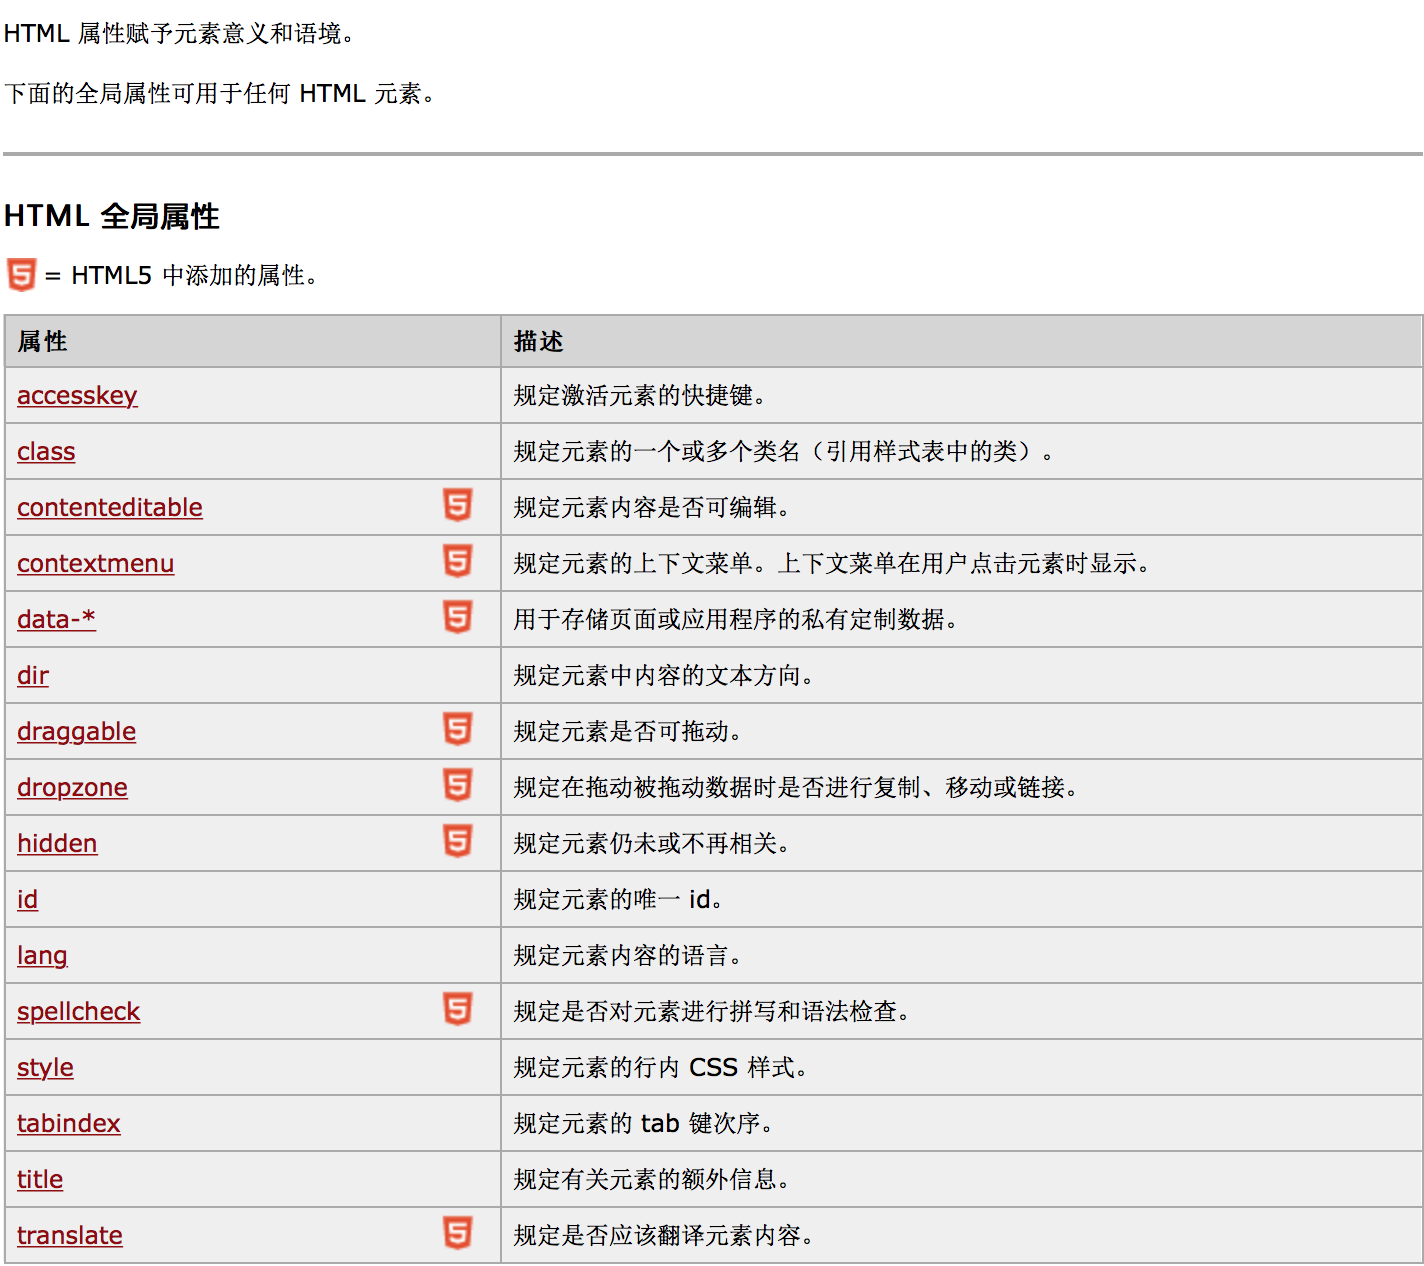 HTML 属性赋予元素意义和语境。
下面的全局属性可用于任何 HTML 元素。
HTML 全局属性
5 = HTML5 中添加的属性。
属性 描述
accesskey 规定激活元素的快捷键。
class 规定元素的一个或多个类名（引用样式表中的类）。
contenteditable 5 规定元素内容是否可编辑。
contextmenu 5 规定元素的上下文菜单。上下文菜单在用户点击元素时显示。
data-* 5 用于存储页面或应用程序的私有定制数据。
dir 规定元素中内容的文本方向。
draggable 5 规定元素是否可拖动。
dropzone 5 规定在拖动被拖动数据时是否进行复制、移动或链接。
hidden 5 规定元素仍未或不再相关。
id 规定元素的唯一 id。
lang 规定元素内容的语言。
spellcheck 5 规定是否对元素进行拼写和语法检查。
style 规定元素的行内 CSS 样式。
tabindex 规定元素的 tab 键次序。
title 规定有关元素的额外信息。
translate 5 规定是否应该翻译元素内容。